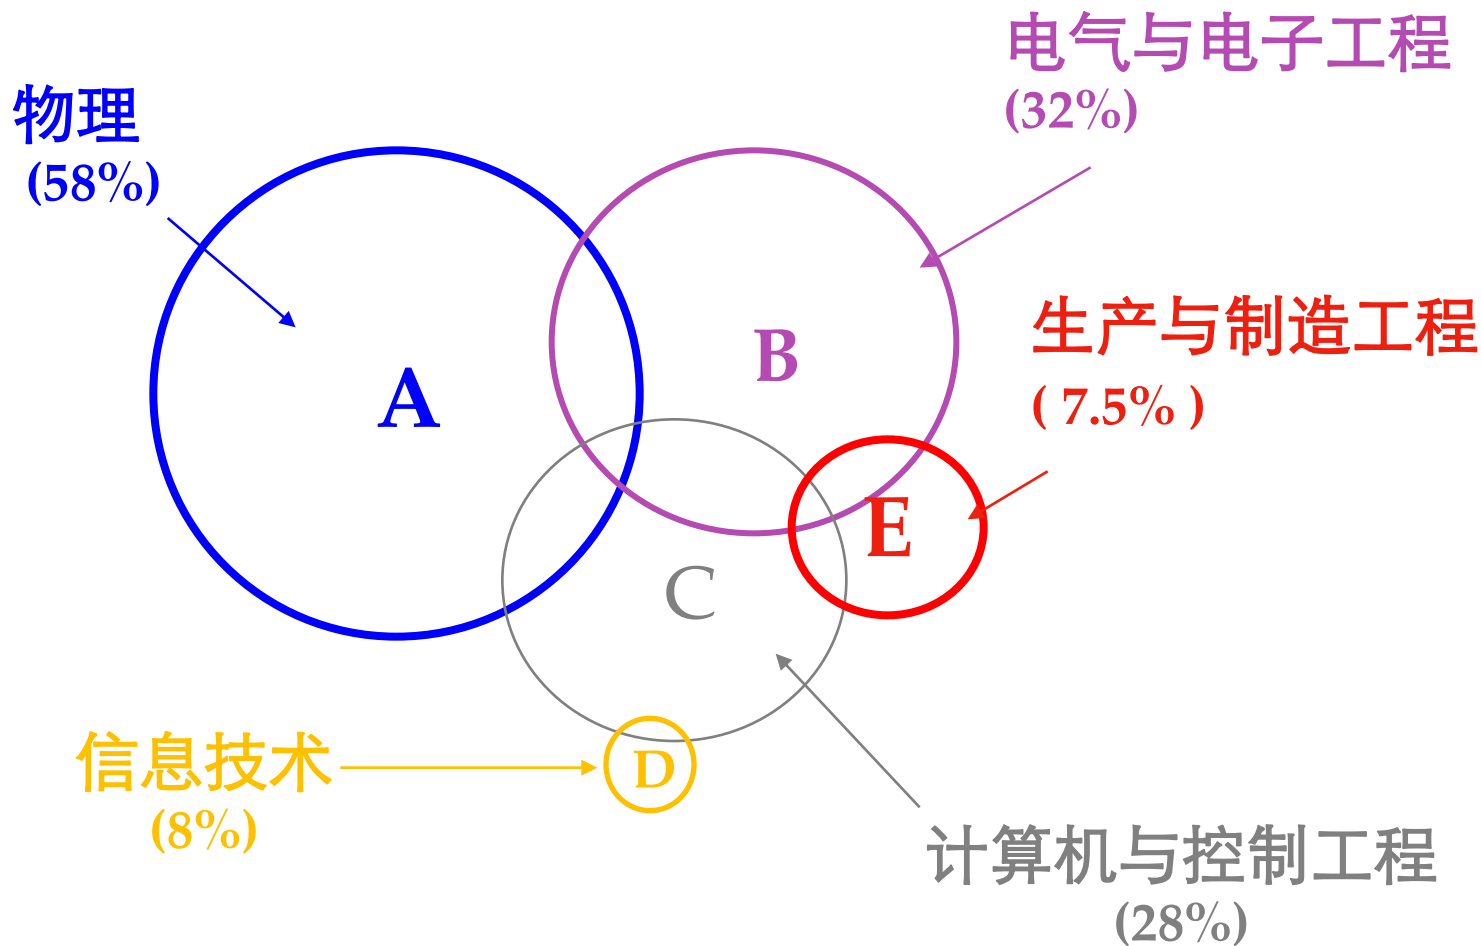 电气与电子工程
(32%)
物理
(58%)
生产与制造工程
( 7.5% )
A
B
E
C
D
信息技术
(8%)
计算机与控制工程
(28%)